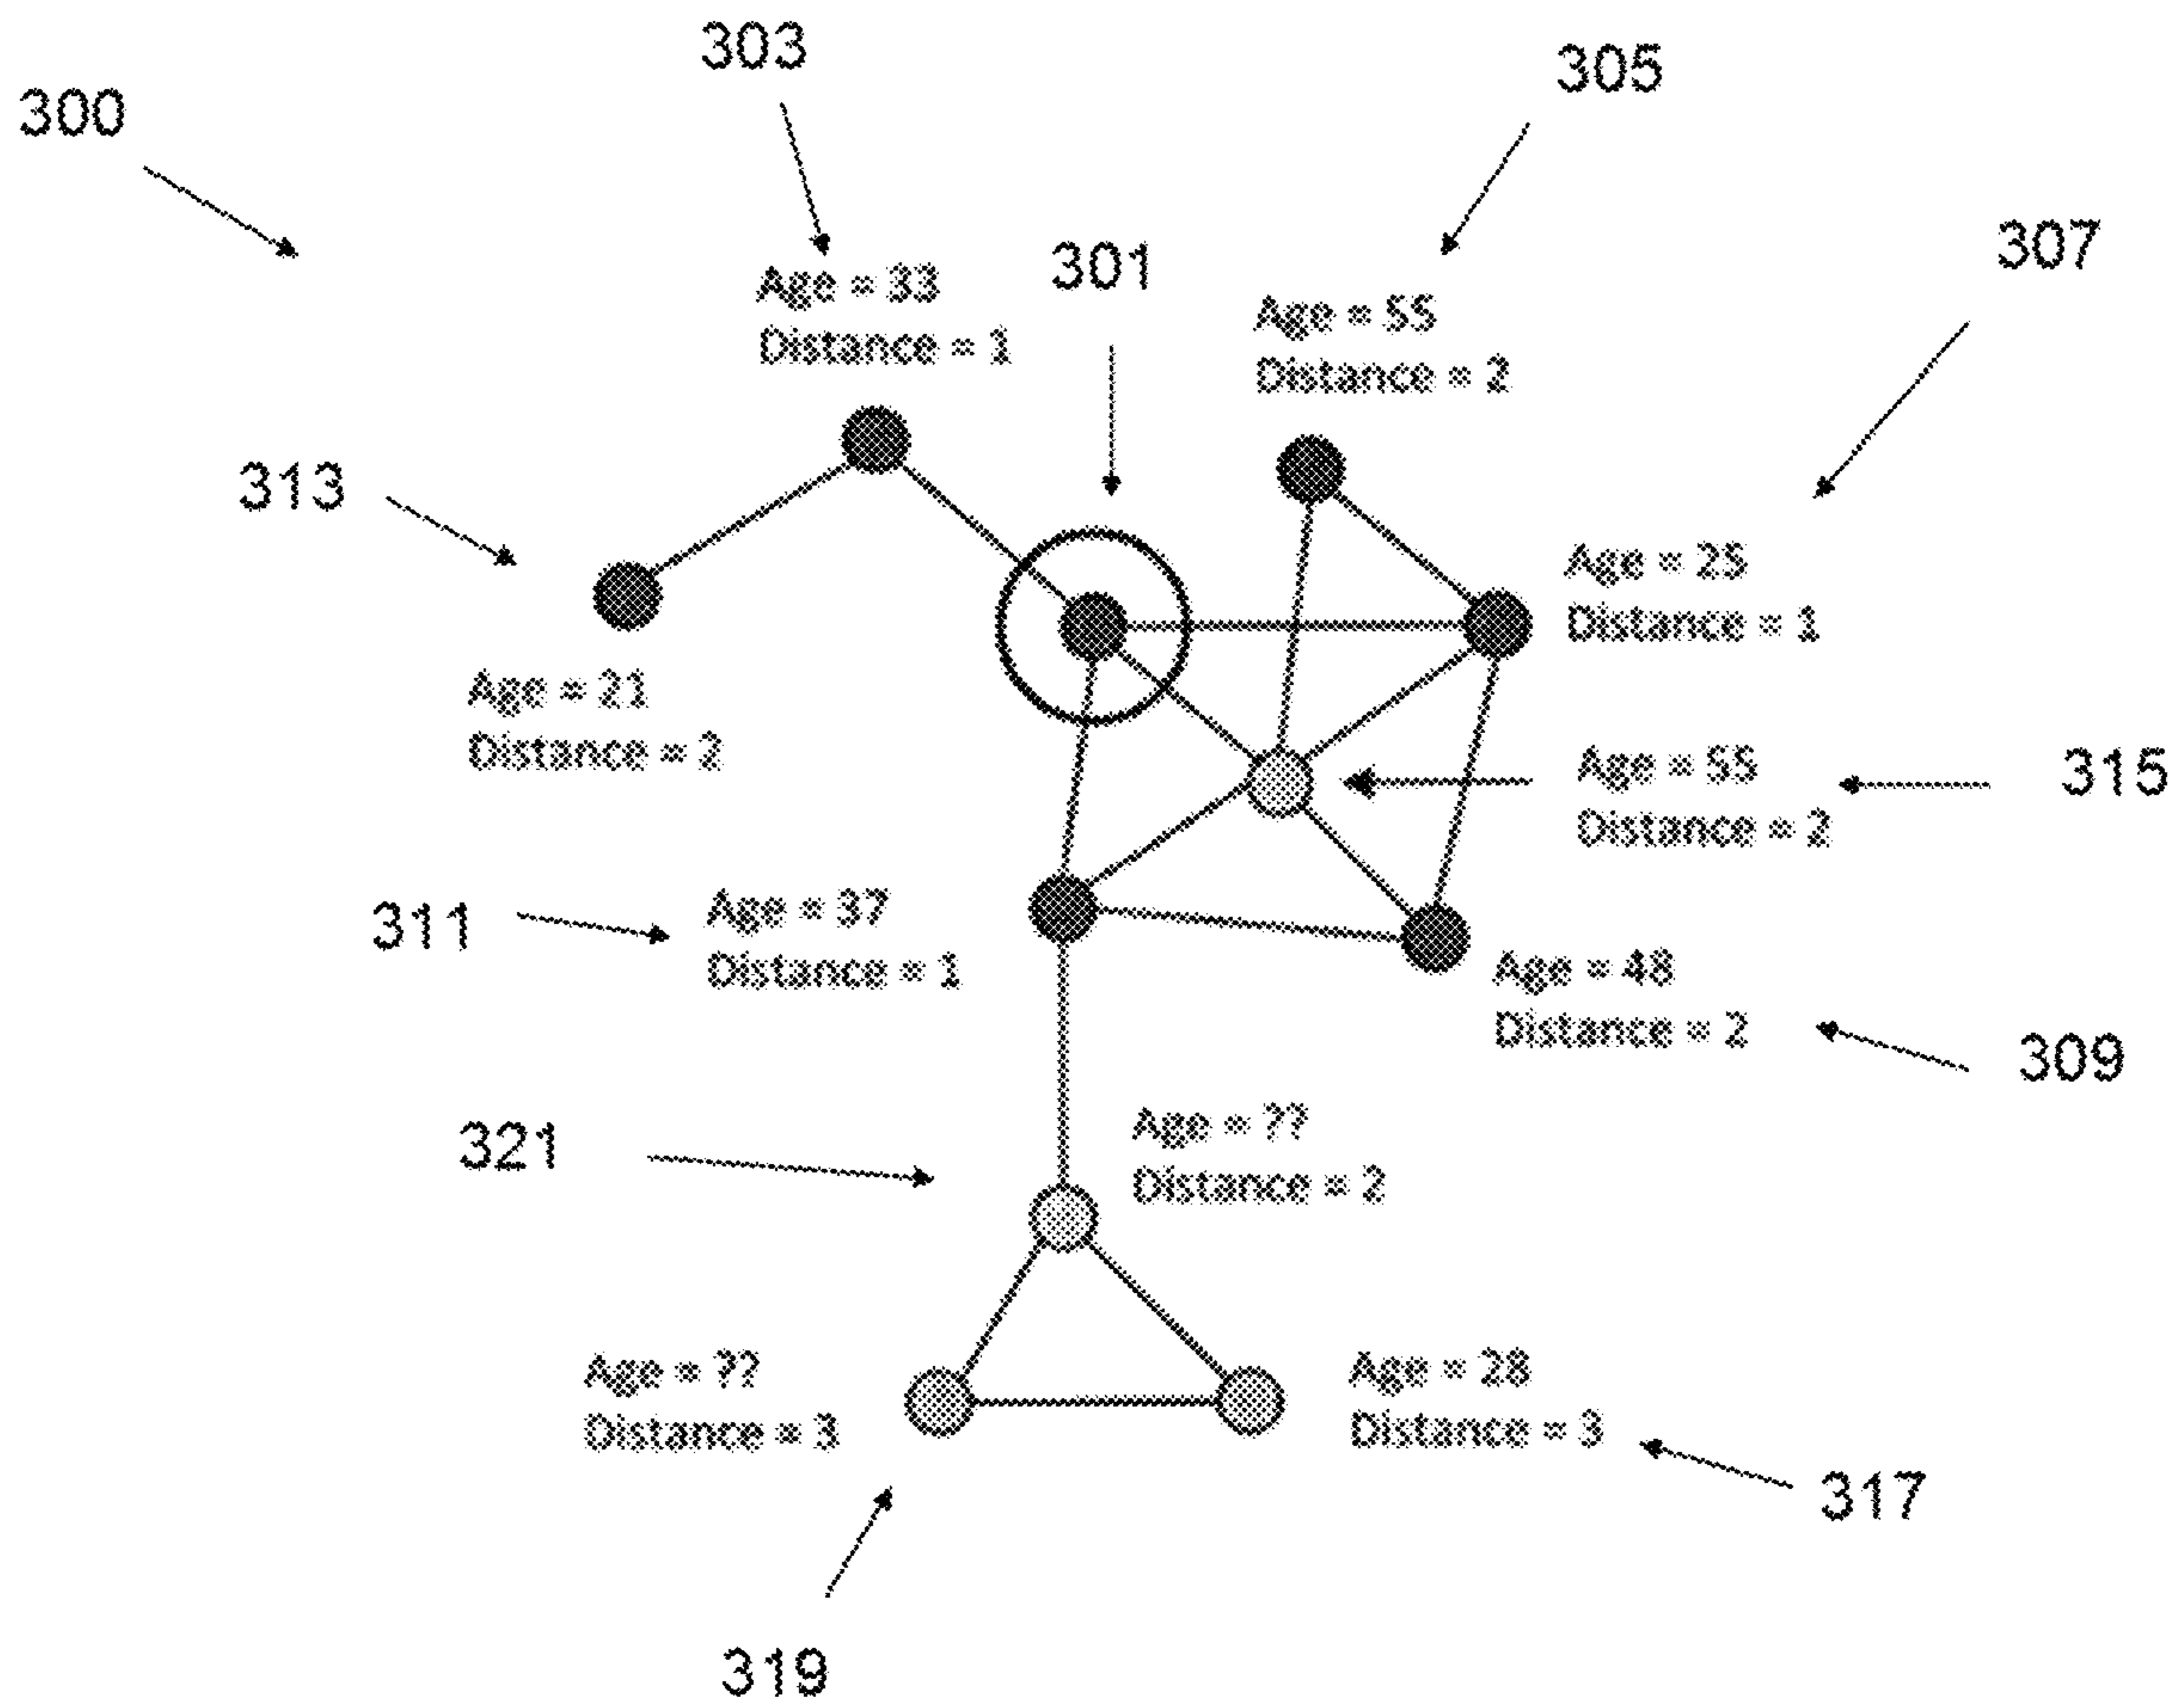 303
305
300
307
301
Age = 33
Distance = 1
Age = 55
Distance = 2
313
Age = 25
Distance = 1
Age = 21
Distance = 2
Age = 55
Distance = 2
315
311
Age = 37
Distance = 1
Age = 48
Distance = 2
309
321
Age = ??
Distance = 2
Age = ??
Distance = 3
Age = 28
Distance = 3
317
319